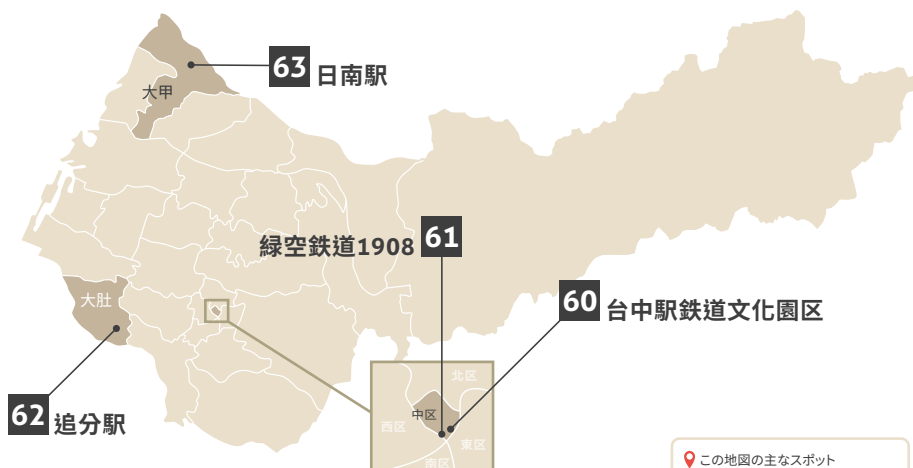 63 日南駅
大甲
緑空鉄道1908 61
大肚
60 台中駅鉄道文化園区
北区
中区
西区
東区
南区
62 追分駅
この地図の主なスポット